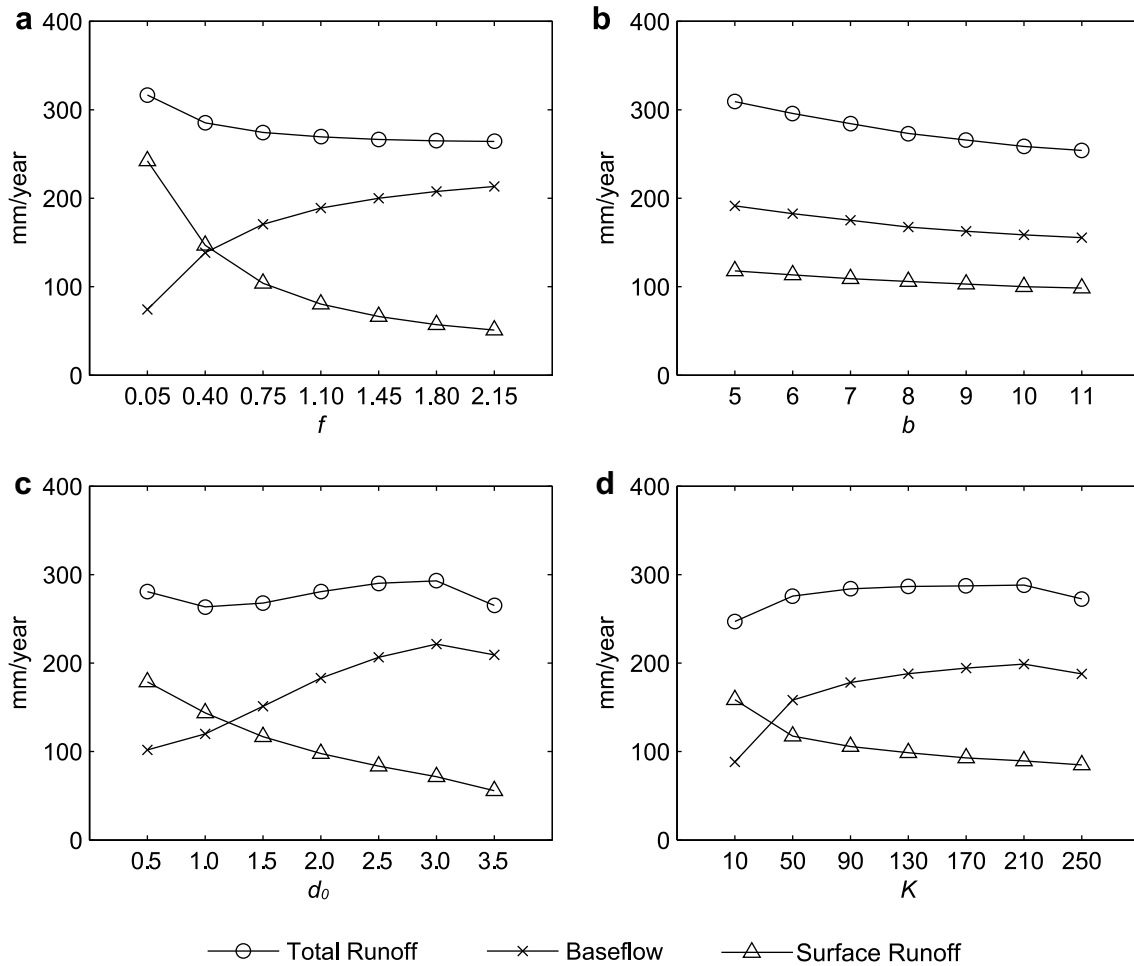 a
400
300
200
100
0
mm/year
0.05 0.40 0.75 1.10 1.45 1.80 2.15
f
b
400
300
200
100
0
mm/year
5 6 7 8 9 10 11
b
c
400
300
200
100
0
mm/year
0.5 1.0 1.5 2.0 2.5 3.0 3.5
d₀
d
400
300
200
100
0
mm/year
10 50 90 130 170 210 250
K
Total Runoff Baseflow Surface Runoff